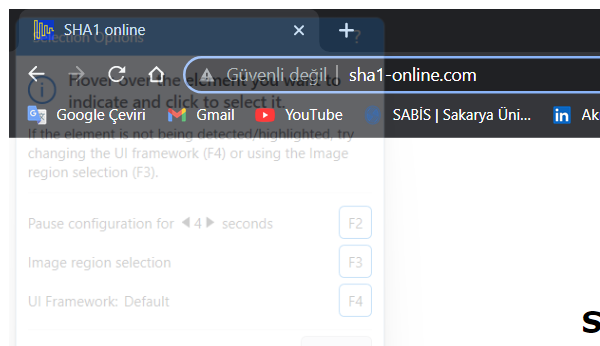 SHA1 online
Selection Options
?
Güvenli değil | sha1-online.com
Hover over the element you want to
indicate and click to select it.
Google Çeviri Gmail YouTube SABİS | Sakarya Üni... Ak
If the element is not being detected/highlighted, try
changing the UI framework (F4) or using the Image
region selection (F3).
Pause configuration for 4 seconds F2
Image region selection F3
UI Framework: Default F4
S